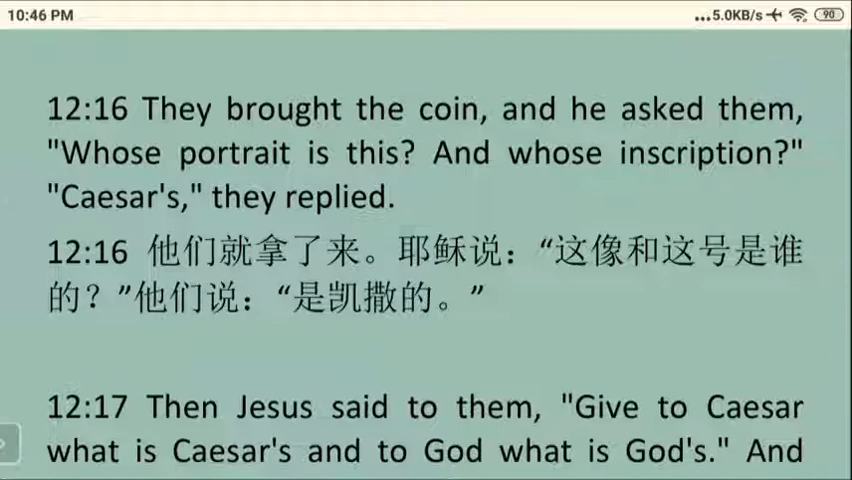 10:46 PM ...5.0KB/s 90
12:16 They brought the coin, and he asked them,
"Whose portrait is this? And whose inscription?"
"Caesar's," they replied.
12:16 他们就拿了来。耶稣说：“这像和这号是谁
的？”他们说：“是凯撒的。”
12:17 Then Jesus said to them, "Give to Caesar
what is Caesar's and to God what is God's." And